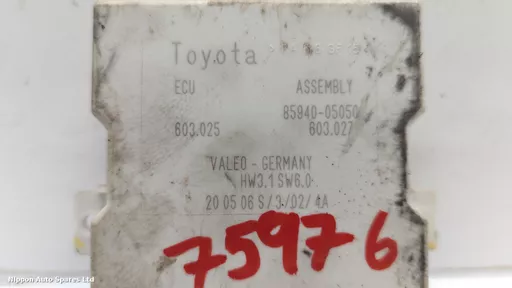 Toyota
ECU ASSEMBLY
85940-05050
603.025 603.027
VALEO - GERMANY
HW3.1 SW6.0
20 05 06 S/3/02/1A
75976
Nippon Auto Spares Ltd